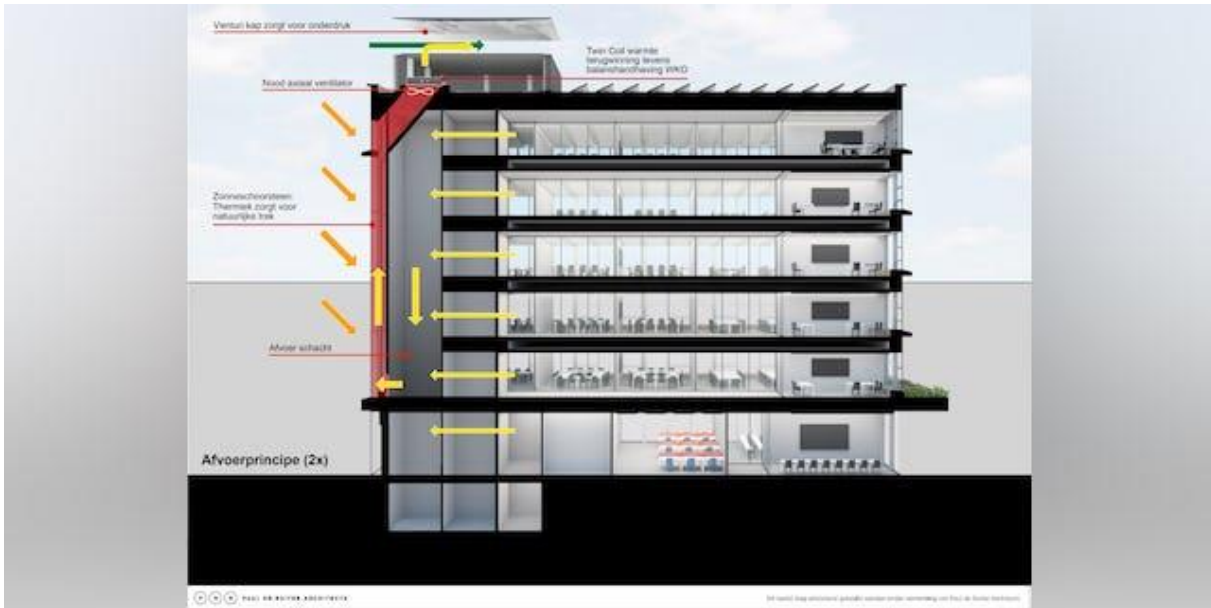 Venturi kap zorgt voor onderdruk
Twin Coil warmte
terugwinning tevens
balanshandhaving WKO
Nood axiaal ventilator
Zonneschoorsteen
Thermiek zorgt voor
natuurlijke trek
Afvoer schacht
Afvoerprincipe (2x)
PAUL DE RUITER ARCHITECTS